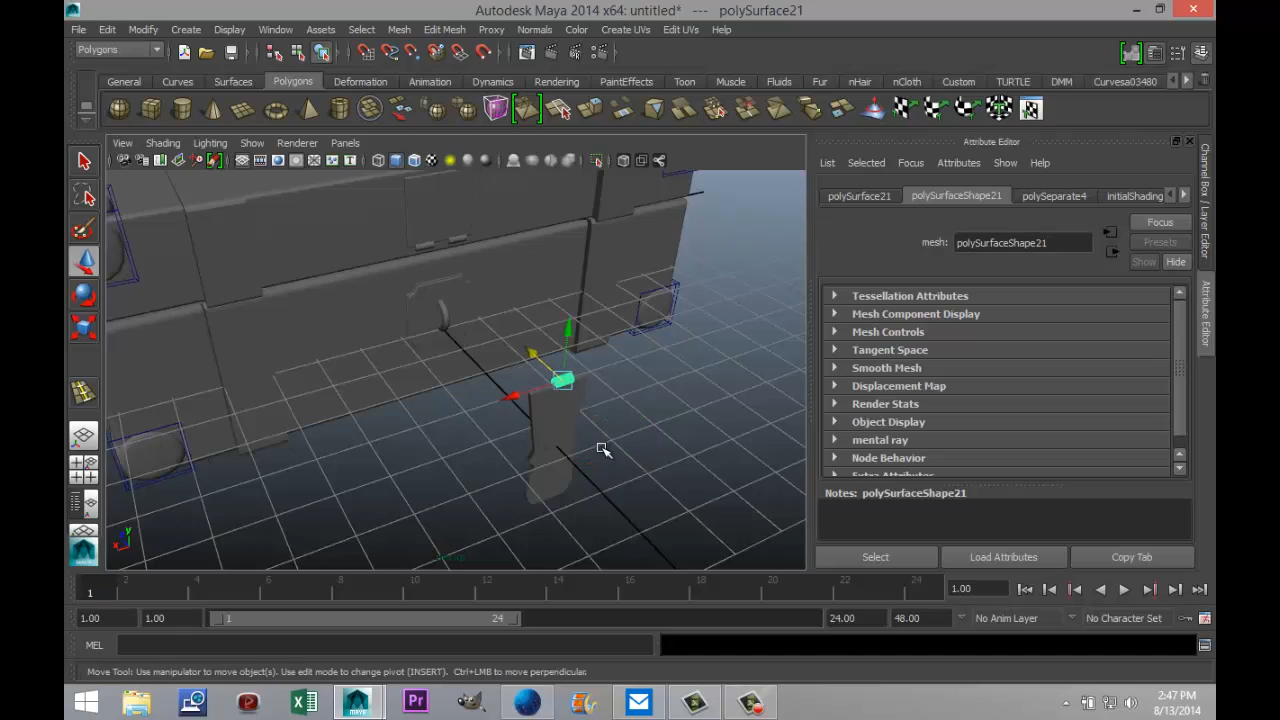 Autodesk Maya 2014 x64: untitled* --- polySurface21
File Edit Modify Create Display Window Assets Select Mesh Edit Mesh Proxy Normals Color Create UVs Edit UVs Help
Polygons
General Curves Surfaces Polygons Deformation Animation Dynamics Rendering PaintEffects Toon Muscle Fluids Fur nHair nCloth Custom TURTLE DMM Curvesa03480
View Shading Lighting Show Renderer Panels
Attribute Editor
List Selected Focus Attributes Show Help
polySurface21 polySurfaceShape21 polySeparate4 initialShading
Focus
mesh: polySurfaceShape21
Presets
Show Hide
Tessellation Attributes
Mesh Component Display
Mesh Controls
Tangent Space
Smooth Mesh
Displacement Map
Render Stats
Object Display
mental ray
Node Behavior
Extra Attributes
Notes: polySurfaceShape21
Select Load Attributes Copy Tab
Channel Box / Layer Editor
Attribute Editor
2 4 6 8 10 12 14 16 18 20 22 24
1
1.00
1.00 1.00 1 24 24.00 48.00 No Anim Layer No Character Set
MEL
Move Tool: Use manipulator to move object(s). Use edit mode to change pivot (INSERT). Ctrl+LMB to move perpendicular.
2:47 PM
8/13/2014